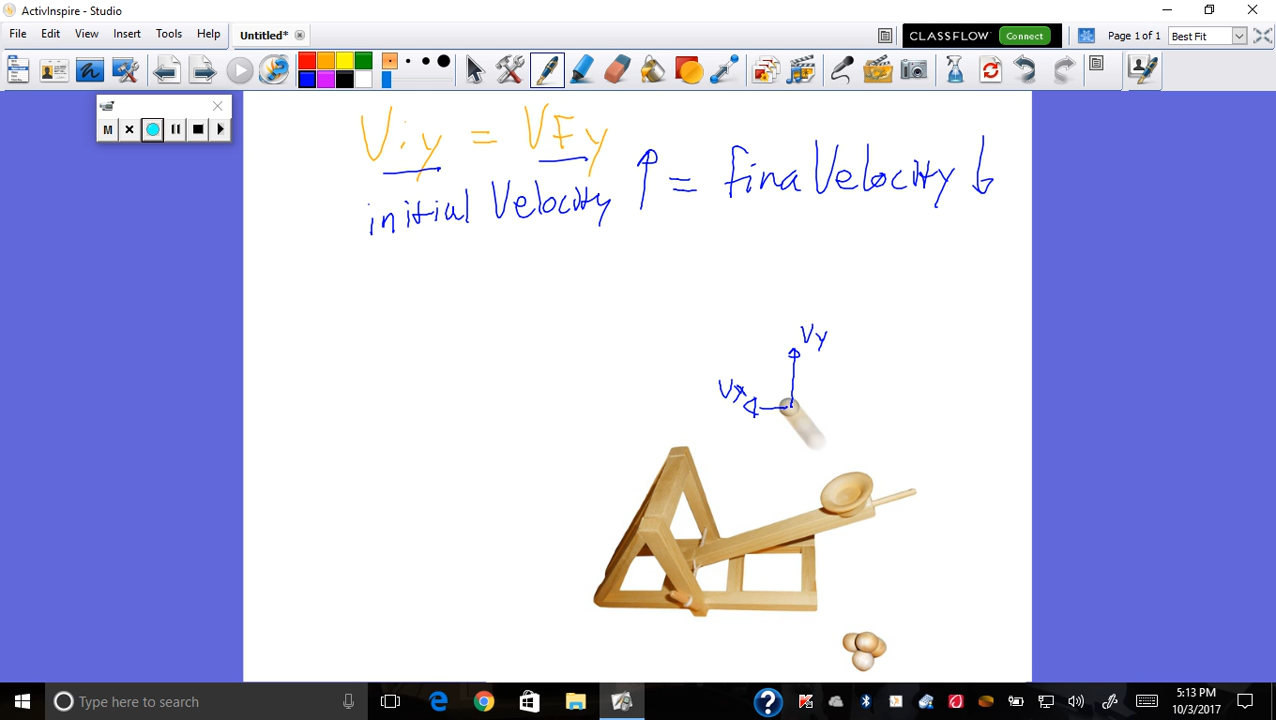 ActivInspire - Studio
File Edit View Insert Tools Help Untitled* CLASSFLOW Connect Page 1 of 1 Best Fit
M
Viy = VFy
initial Velocity ↑ = fina Velocity ↓
Vy
Vx
Type here to search
5:13 PM
10/3/2017